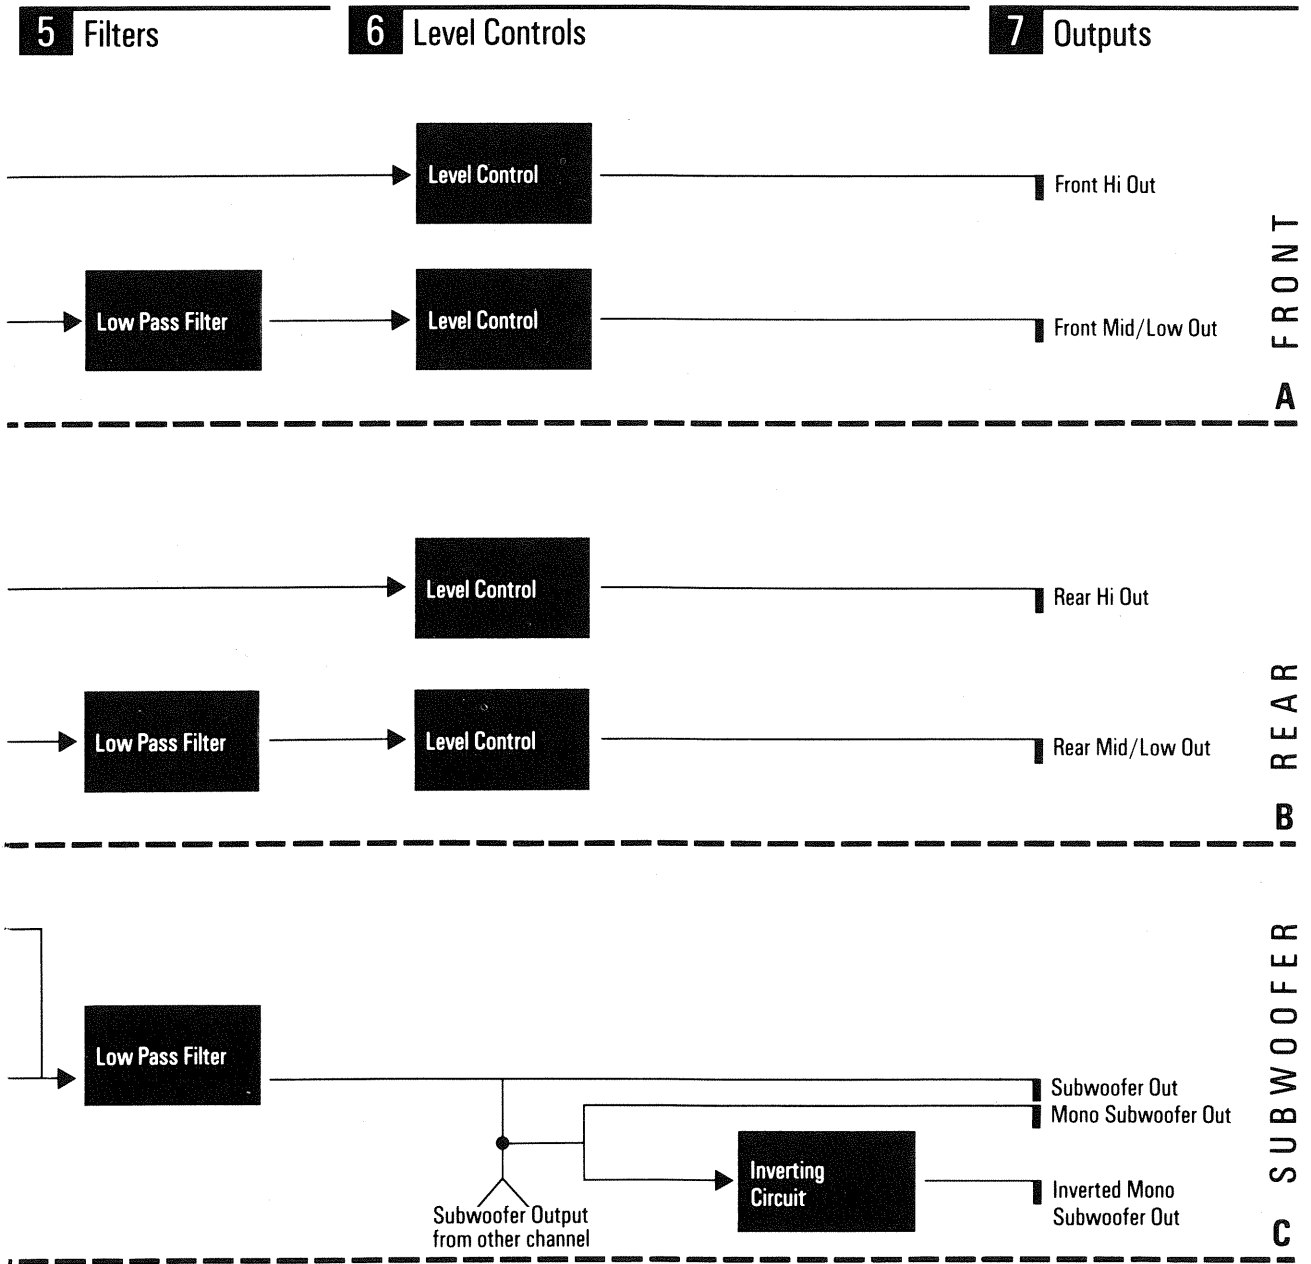 5 Filters
6 Level Controls
7 Outputs
Level Control
Front Hi Out
Low Pass Filter
Level Control
Front Mid/Low Out
A FRONT
Level Control
Rear Hi Out
Low Pass Filter
Level Control
Rear Mid/Low Out
B REAR
Low Pass Filter
Subwoofer Out
Mono Subwoofer Out
Inverting
Circuit
Inverted Mono
Subwoofer Out
Subwoofer Output
from other channel
C SUBWOOFER